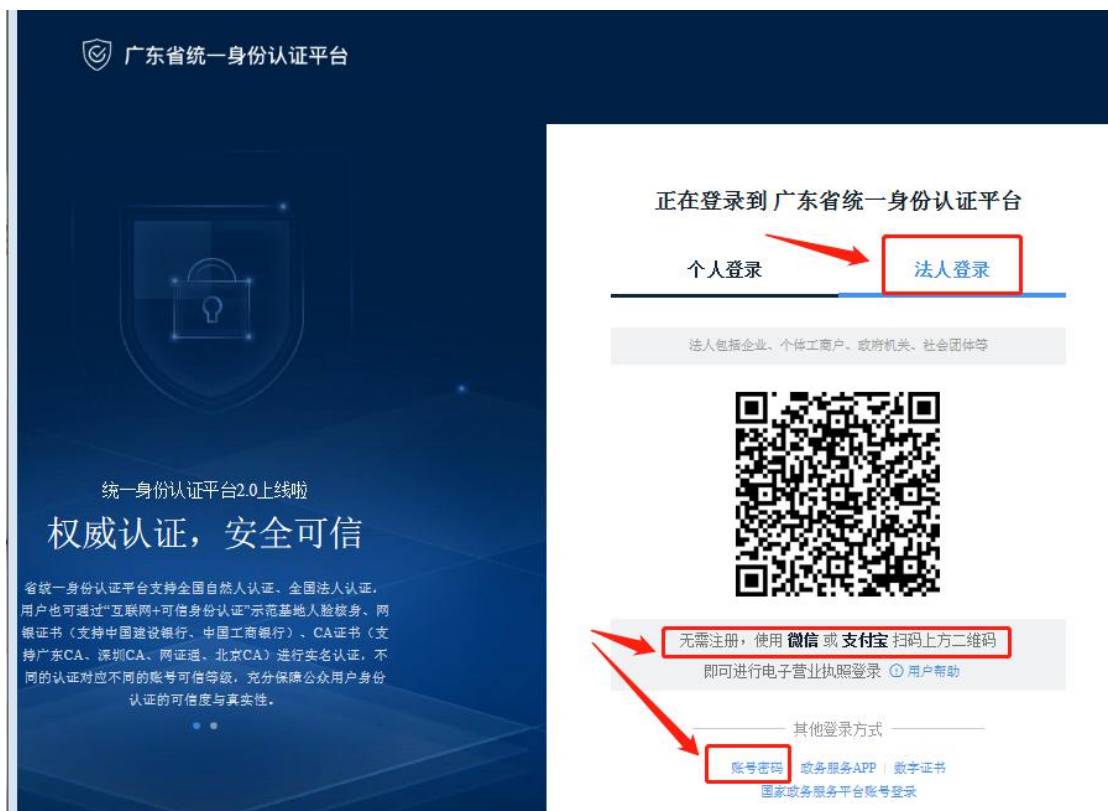 广东省统一身份认证平台
正在登录到 广东省统一身份认证平台
个人登录
法人登录
法人包括企业、个体工商户、政府机关、社会团体等
统一身份认证平台2.0上线啦
权威认证，安全可信
省统一身份认证平台支持全国自然人认证、全国法人认证，
用户也可通过“互联网+可信身份认证”示范基地人脸核身、网
银证书（支持中国建设银行、中国工商银行）、CA证书（支
持广东CA、深圳CA、网证通、北京CA）进行实名认证，不
同的认证对应不同的账号可信等级，充分保障公众用户身份
认证的可信度与真实性。
无需注册，使用 微信 或 支付宝 扫码上方二维码
即可进行电子营业执照登录 用户帮助
其他登录方式
账号密码 | 政务服务APP | 数字证书
国家政务服务平台账号登录